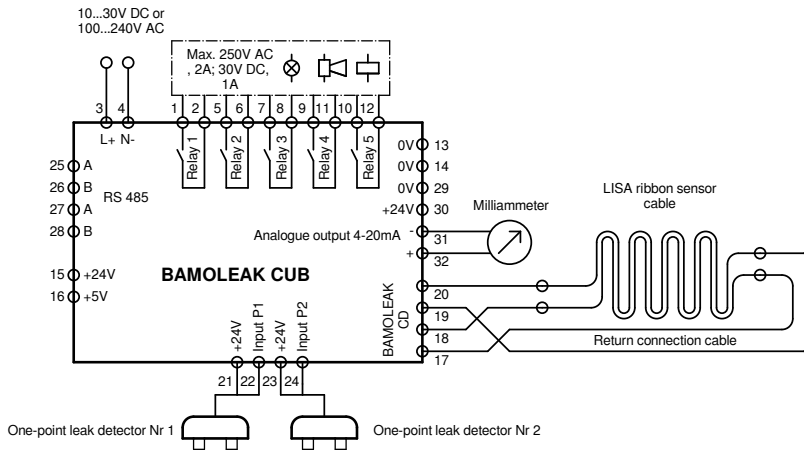 10...30V DC or
100...240V AC
Max. 250V AC
, 2A; 30V DC,
1A
3 4 1 2 5 6 7 8 9 11 10 12
L+ N-
Relay 1
Relay 2
Relay 3
Relay 4
Relay 5
25 A
26 B
27 A
28 B
RS 485
15 +24V
16 +5V
0V 13
0V 14
0V 29
+24V 30
Analogue output 4-20mA
- 31
+ 32
Milliammeter
LISA ribbon sensor
cable
BAMOLEAK CUB
BAMOLEAK
CD
20
19
18
17
Return connection cable
+24V
Input P1
+24V
Input P2
21 22 23 24
One-point leak detector Nr 1
One-point leak detector Nr 2